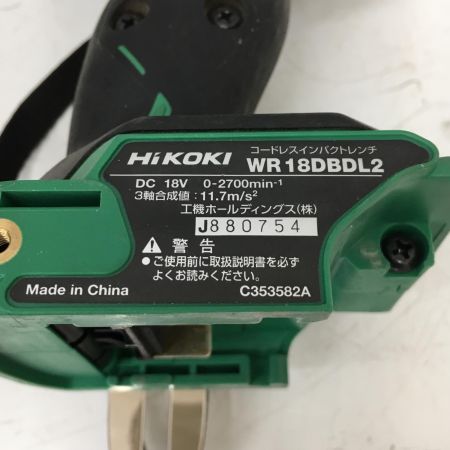 HiKOKI
コードレスインパクトレンチ
WR18DBDL2
DC 18V 0-2700min⁻¹
3軸合成値：11.7m/s²
工機ホールディングス(株)
J880754
警告
●ご使用前に取扱説明書を必ず
よくお読みください。
Made in China
C353582A